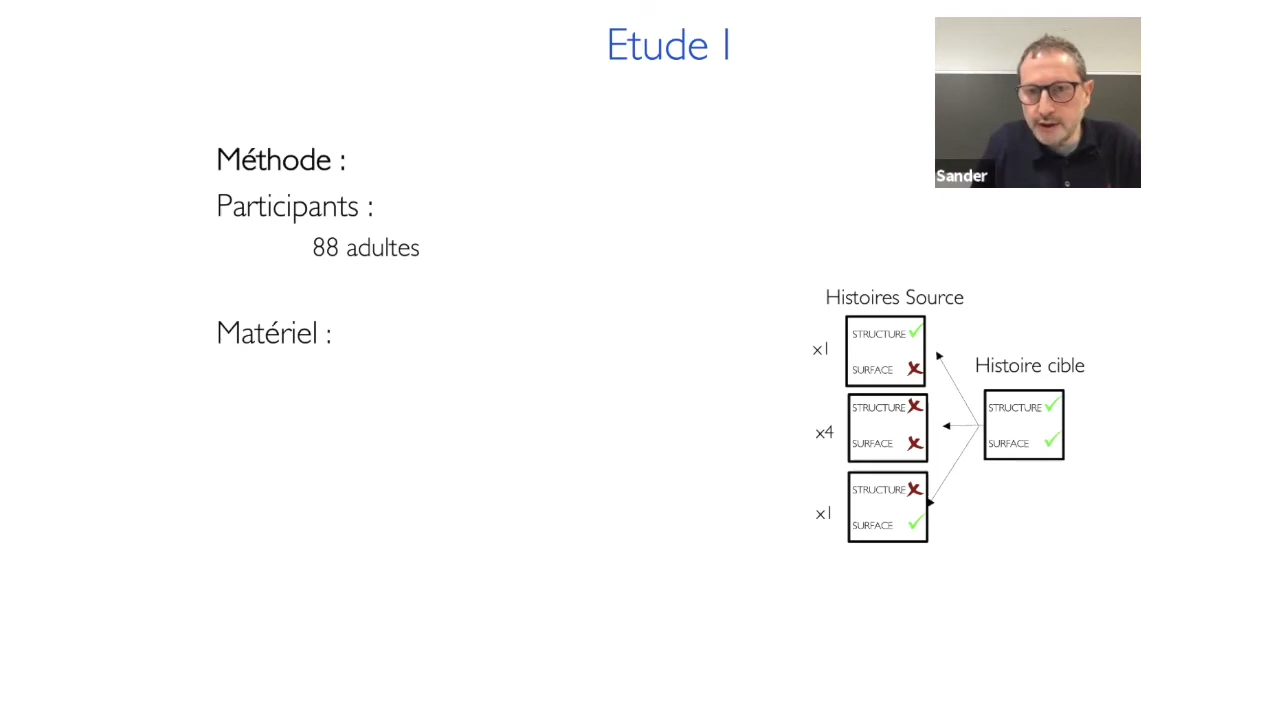 Etude I
Sander
Méthode :
Participants :
88 adultes
Matériel :
Histoires Source
x1
STRUCTURE
SURFACE
x4
STRUCTURE
SURFACE
x1
STRUCTURE
SURFACE
Histoire cible
STRUCTURE
SURFACE